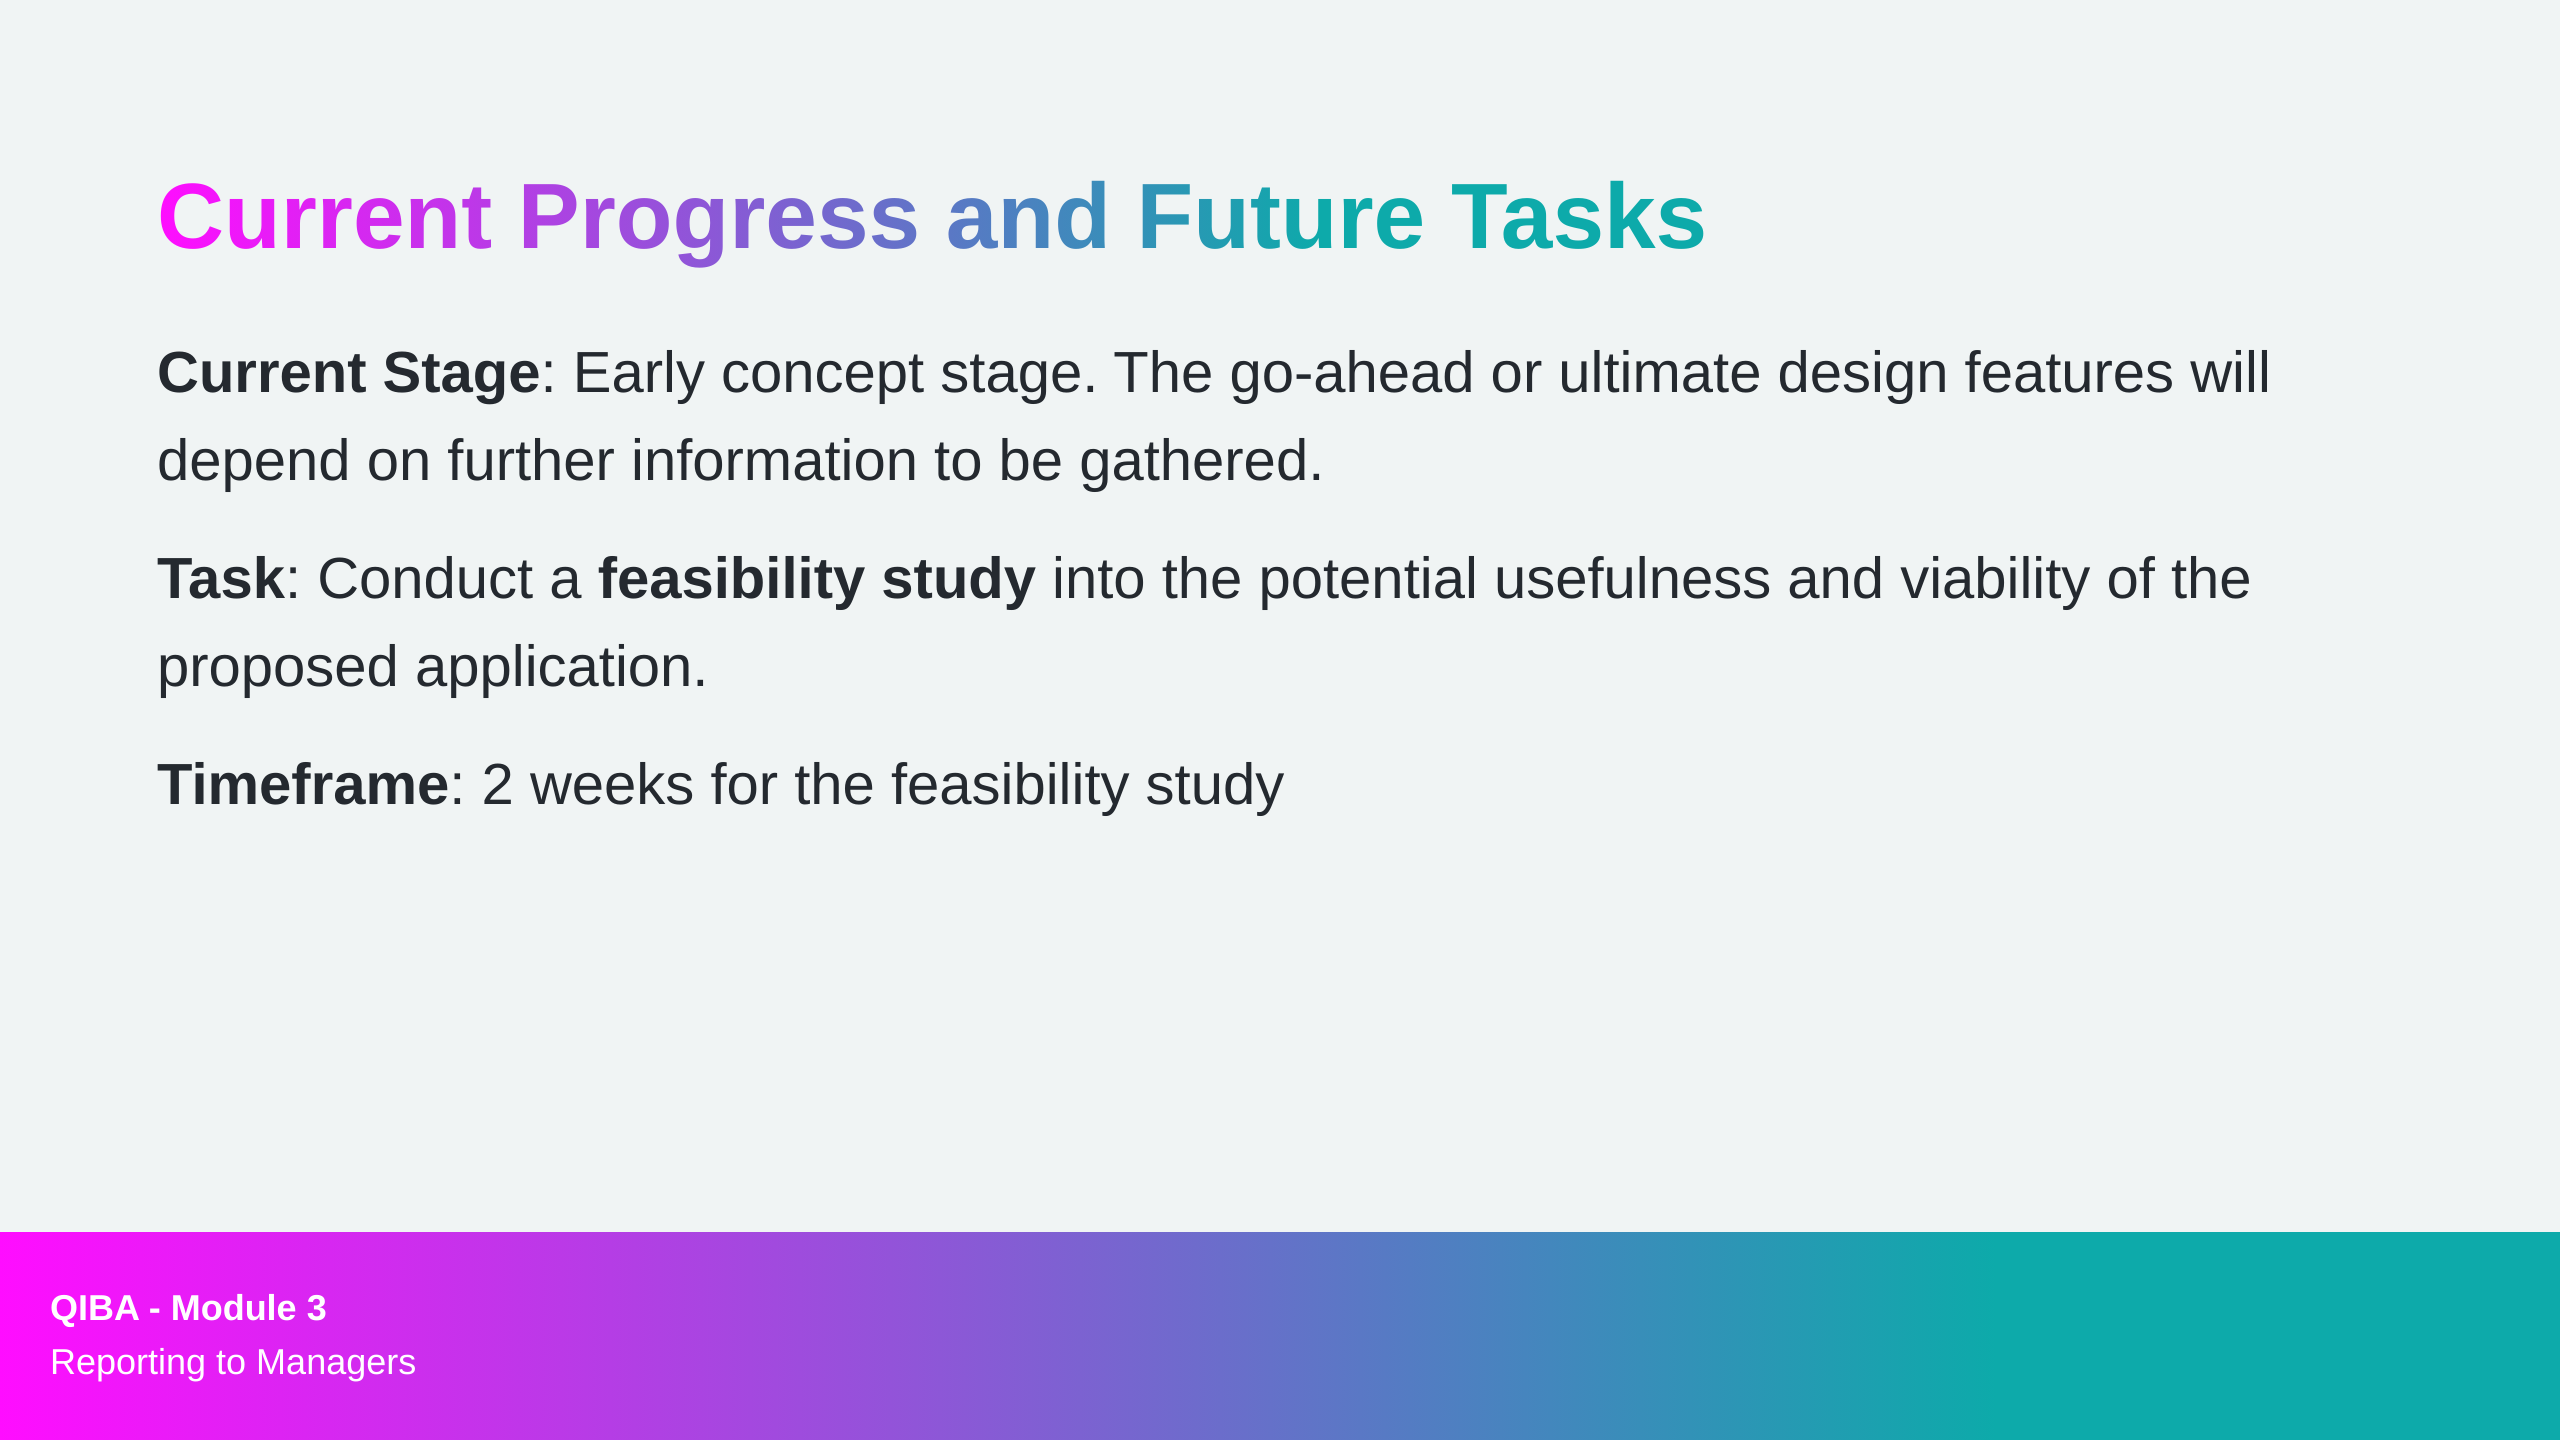 Current Progress and Future Tasks
Current Stage: Early concept stage. The go-ahead or ultimate design features will
depend on further information to be gathered.
Task: Conduct a feasibility study into the potential usefulness and viability of the
proposed application.
Timeframe: 2 weeks for the feasibility study
QIBA - Module 3
Reporting to Managers